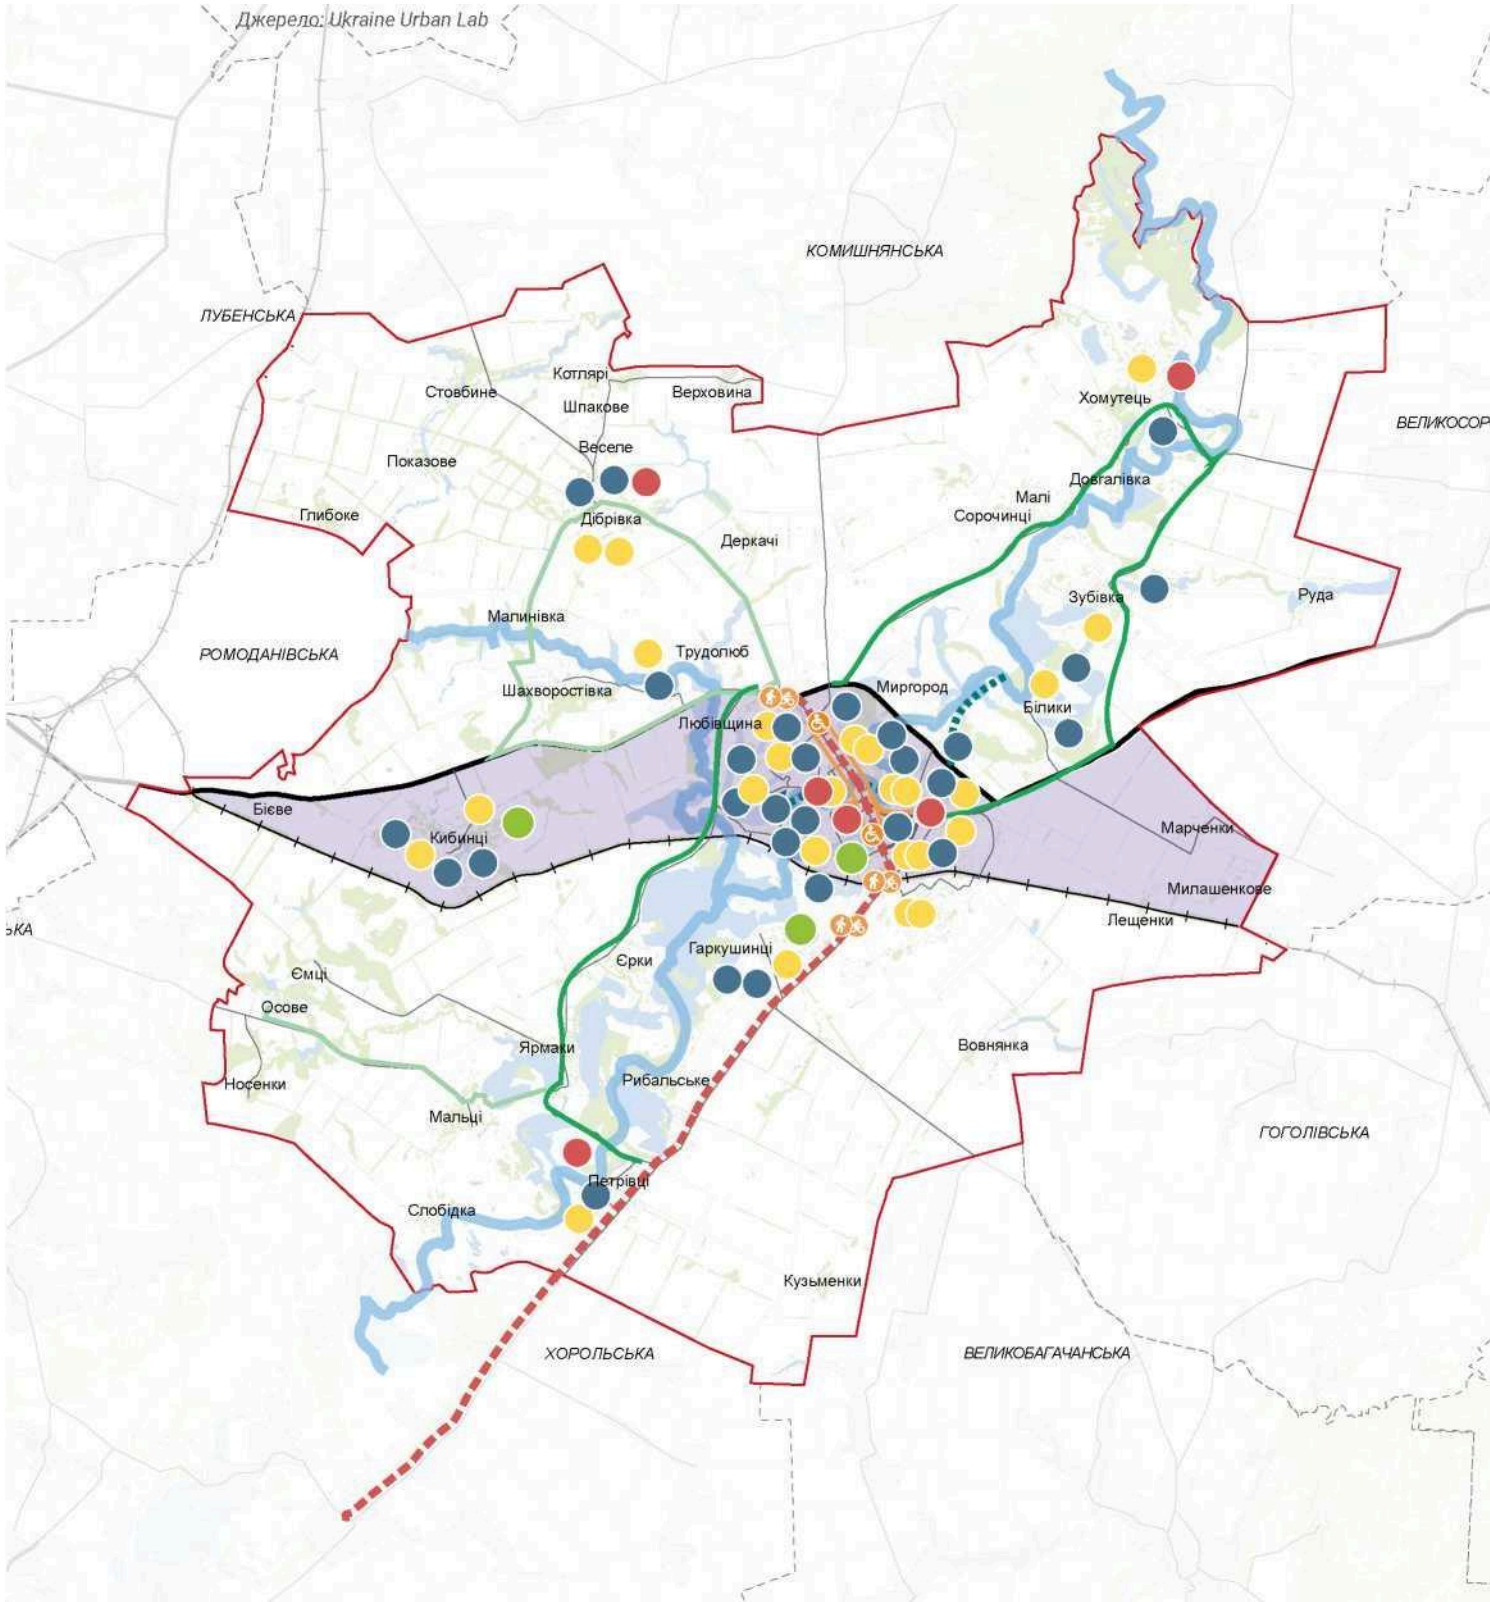 Джерело: Ukraine Urban Lab
КОМИШНЯНСЬКА
ЛУБЕНСЬКА
Котлярі
Стовбине
Верховина
Шпакове
Хомутець
ВЕЛИКОСОР
Веселе
Показове
Довгалівка
Малі
Сорочинці
Глибоке
Дібрівка
Деркачі
Зубівка
Руда
Малинівка
РОМОДАНІВСЬКА
Трудолюб
Шахворостівка
Миргород
Білики
Любівщина
Бієве
Кибинці
Марченки
Милашенкове
Лещенки
ЬКА
Гаркушинці
Єрки
Ємці
Осове
Ярмаки
Вовнянка
Носенки
Рибальське
Мальці
ГОГОЛІВСЬКА
Петрівці
Слобідка
Кузьменки
ХОРОЛЬСЬКА
ВЕЛИКОБАГАЧАНСЬКА